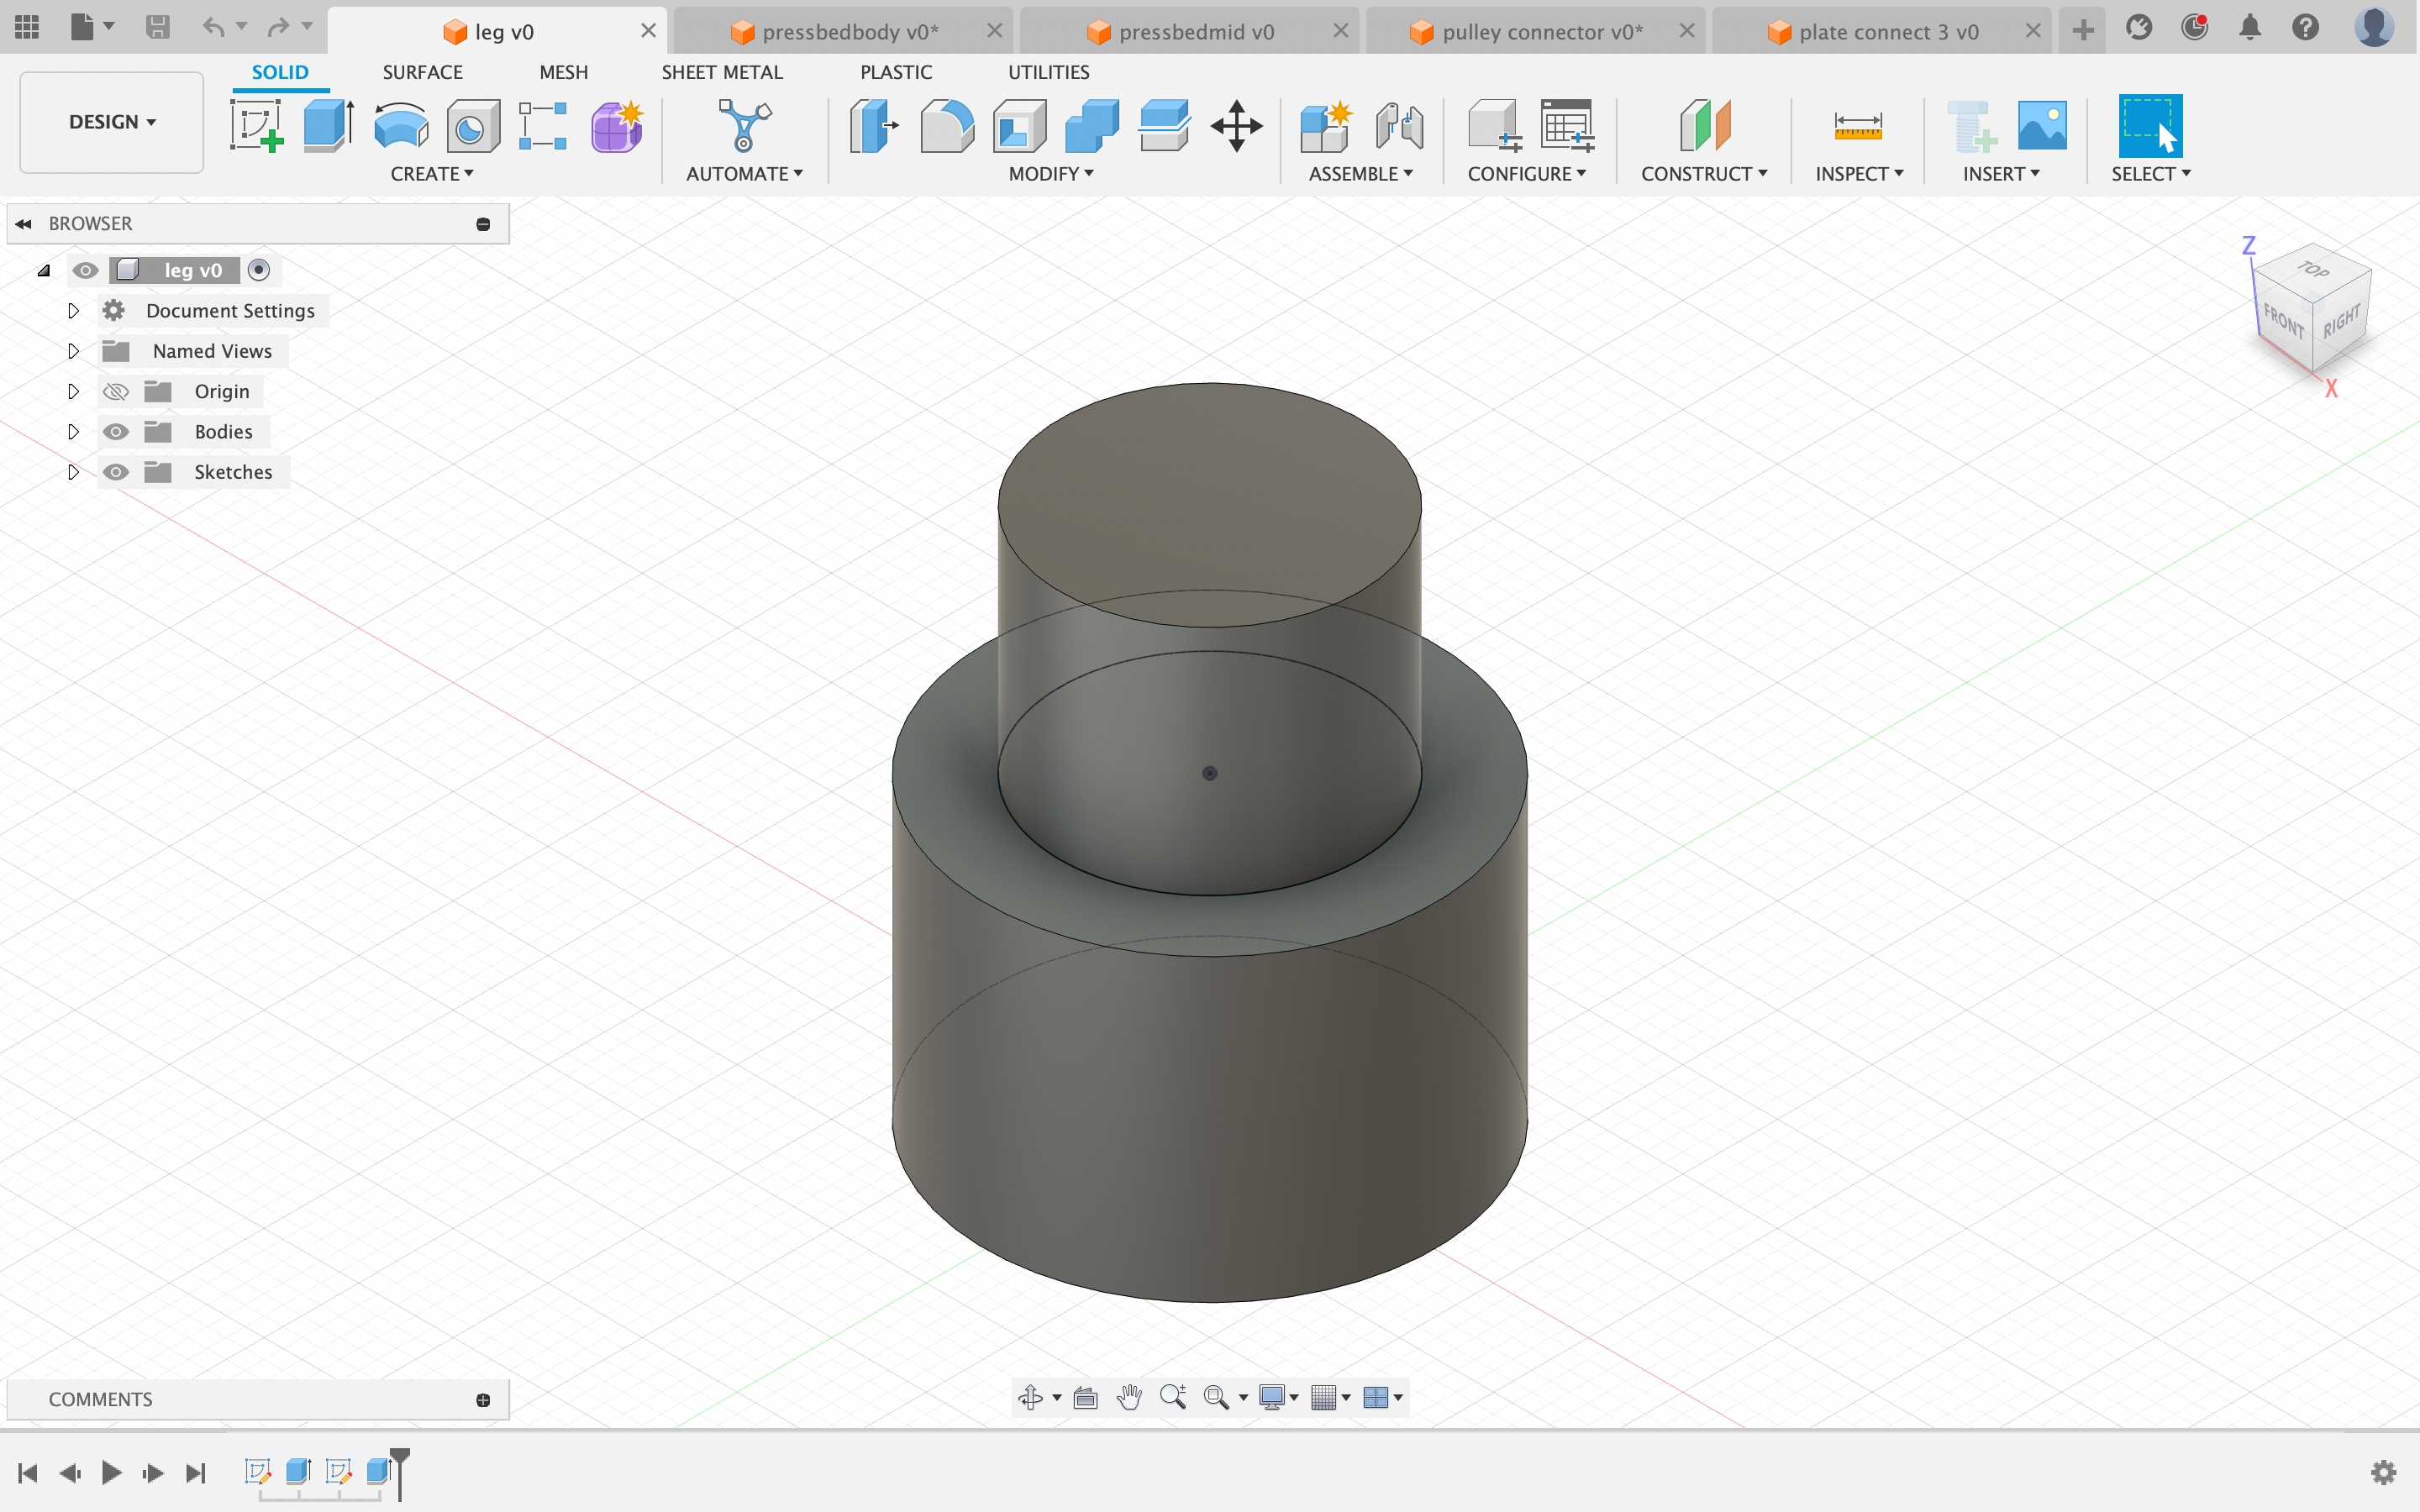 leg v0
pressbedbody v0*
pressbedmid v0
pulley connector v0*
plate connect 3 v0
SOLID
SURFACE
MESH
SHEET METAL
PLASTIC
UTILITIES
DESIGN
CREATE
AUTOMATE
MODIFY
ASSEMBLE
CONFIGURE
CONSTRUCT
INSPECT
INSERT
SELECT
BROWSER
leg v0
Document Settings
Named Views
Origin
Bodies
Sketches
Z
TOP
FRONT
RIGHT
X
COMMENTS